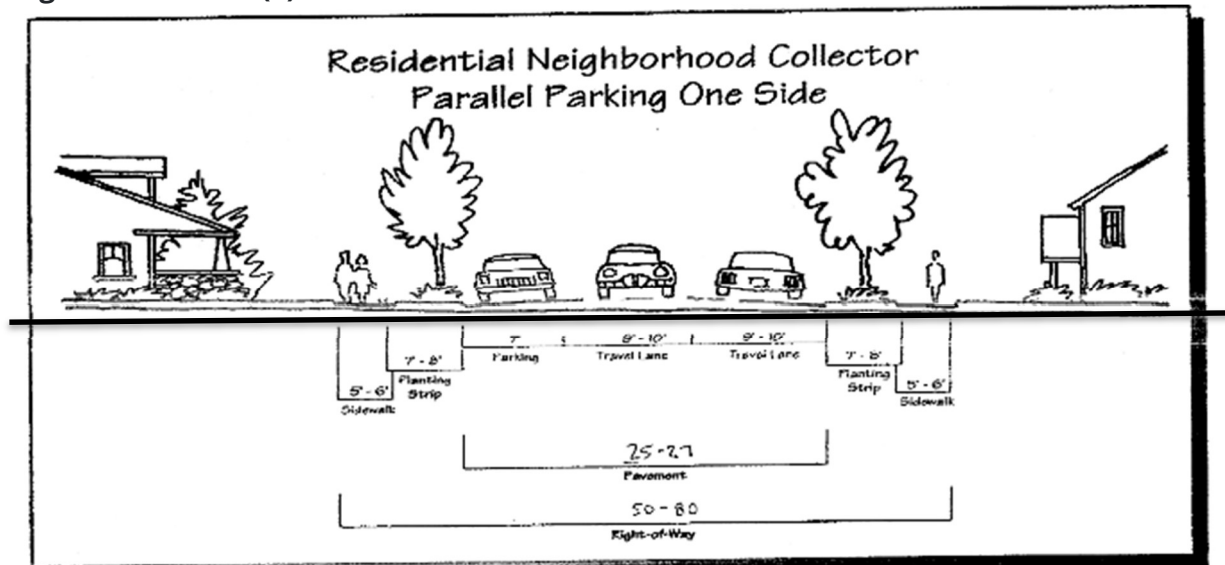 Residential Neighborhood Collector
Parallel Parking One Side
7'
9' - 10'
9' - 10'
Parking
Travel Lane
Travel Lane
7' - 8'
Planting
Strip
7' - 8'
Planting
Strip
5' - 6'
Sidewalk
5' - 6'
Sidewalk
25-27
Pavement
50 - 80
Right-of-Way